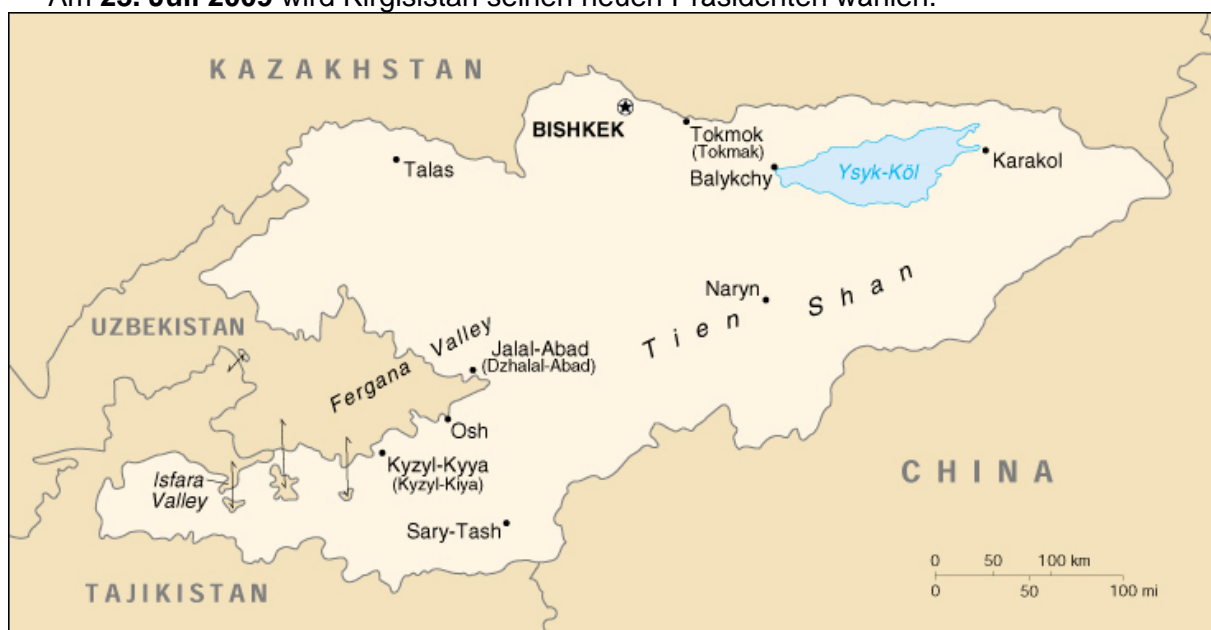 Am 23. Juli 2009 wird Kirgisistan seinen neuen Präsidenten wählen.
KAZAKHSTAN
BISHKEK
Tokmok
(Tokmak)
Talas
Balykchy
Ysyk-Köl
Karakol
Naryn
Tien Shan
UZBEKISTAN
Fergana Valley
Jalal-Abad
(Dzhalal-Abad)
Osh
Isfara
Valley
Kyzyl-Kyya
(Kyzyl-Kiya)
CHINA
Sary-Tash
0 50 100 km
0 50 100 mi
TAJIKISTAN